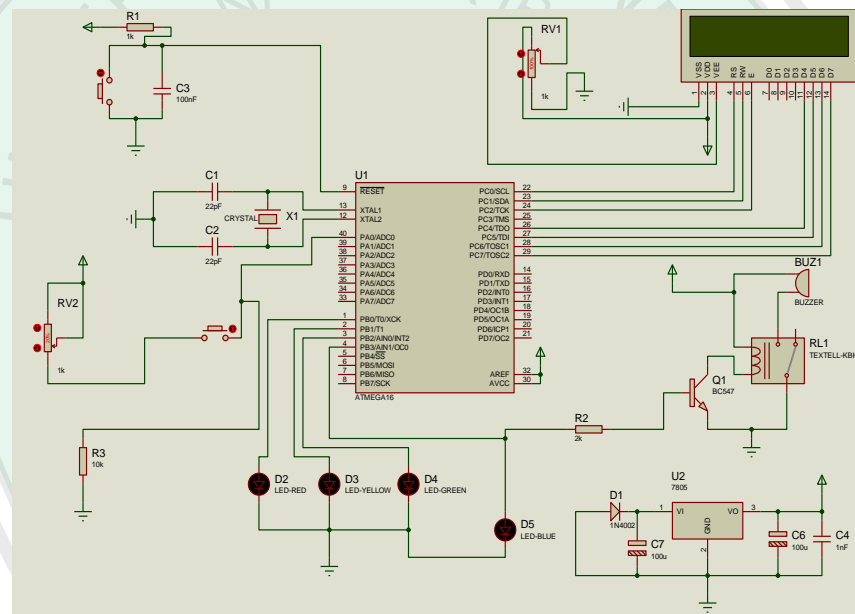 R1
1k
C3
100nF
RV1
100%
1k
VSS
VDD
VEE
RS
RW
E
D0
D1
D2
D3
D4
D5
D6
D7
1
2
3
4
5
6
7
8
9
10
11
12
13
14
U1
9 RESET
13 XTAL1
12 XTAL2
40 PA0/ADC0
39 PA1/ADC1
38 PA2/ADC2
37 PA3/ADC3
36 PA4/ADC4
35 PA5/ADC5
34 PA6/ADC6
33 PA7/ADC7
1 PB0/T0/XCK
2 PB1/T1
3 PB2/AIN0/INT2
4 PB3/AIN1/OC0
5 PB4/SS
6 PB5/MOSI
7 PB6/MISO
8 PB7/SCK
PC0/SCL 22
PC1/SDA 23
PC2/TCK 24
PC3/TMS 25
PC4/TDO 26
PC5/TDI 27
PC6/TOSC1 28
PC7/TOSC2 29
PD0/RXD 14
PD1/TXD 15
PD2/INT0 16
PD3/INT1 17
PD4/OC1B 18
PD5/OC1A 19
PD6/ICP1 20
PD7/OC2 21
AREF 32
AVCC 30
ATMEGA16
C1
22pF
CRYSTAL
X1
C2
22pF
RV2
1k
BUZ1
BUZZER
RL1
TEXTELL-KBH
Q1
BC547
R2
2k
R3
10k
D2
LED-RED
D3
LED-YELLOW
D4
LED-GREEN
D5
LED-BLUE
U2
7805
D1
1N4002
1 VI
VO 3
GND
2
C7
100u
C6
100u
C4
1nF